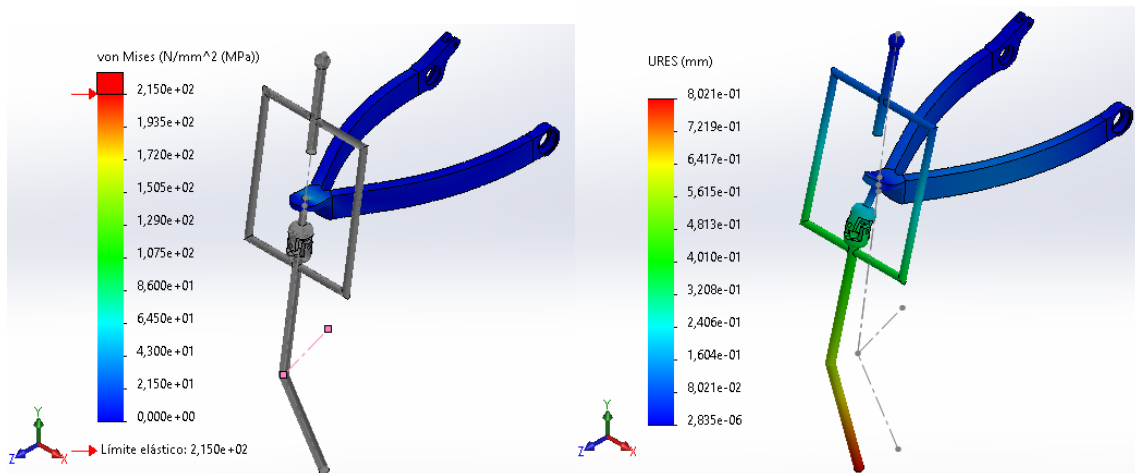 von Mises (N/mm^2 (MPa))
2,150e+02
1,935e+02
1,720e+02
1,505e+02
1,290e+02
1,075e+02
8,600e+01
6,450e+01
4,300e+01
2,150e+01
0,000e+00
Límite elástico: 2,150e+02
Y
Z
X
URES (mm)
8,021e-01
7,219e-01
6,417e-01
5,615e-01
4,813e-01
4,010e-01
3,208e-01
2,406e-01
1,604e-01
8,021e-02
2,835e-06
Y
Z
X